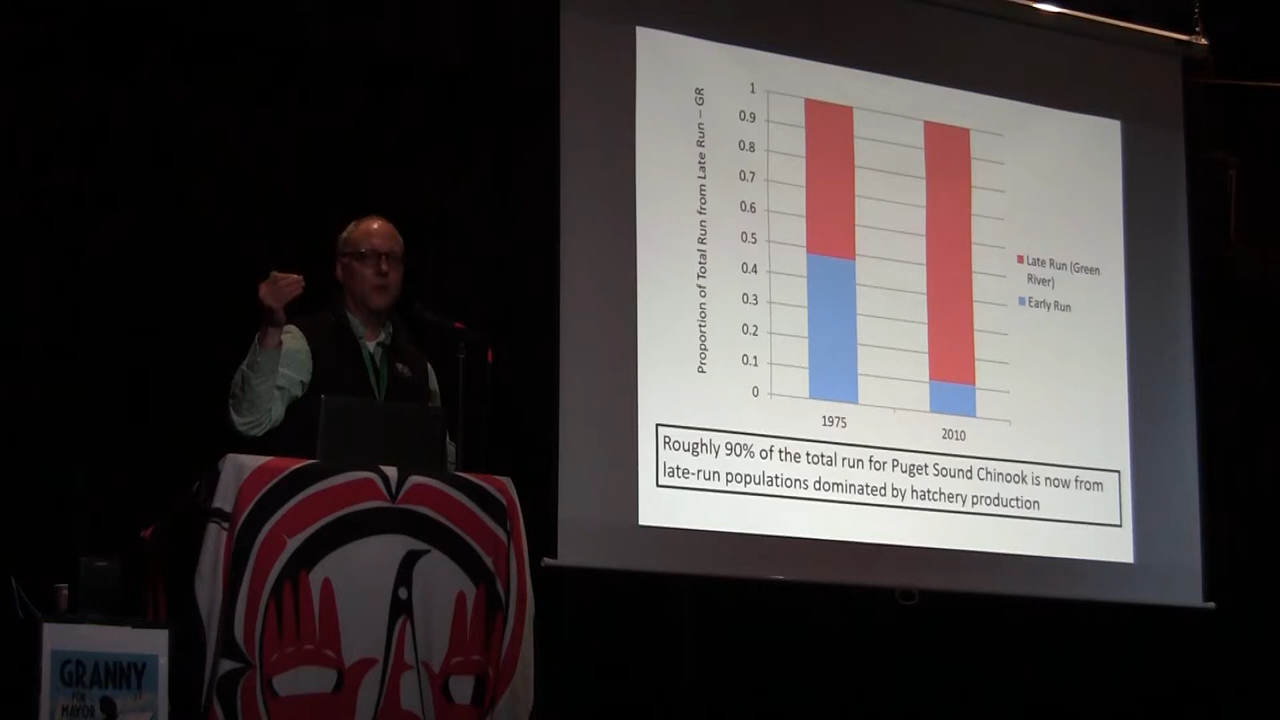 Proportion of Total Run from Late Run – GR
1
0.9
0.8
0.7
0.6
0.5
0.4
0.3
0.2
0.1
0
1975
2010
Late Run (Green
River)
Early Run
Roughly 90% of the total run for Puget Sound Chinook is now from
late-run populations dominated by hatchery production
GRANNY
FOR
MAYOR